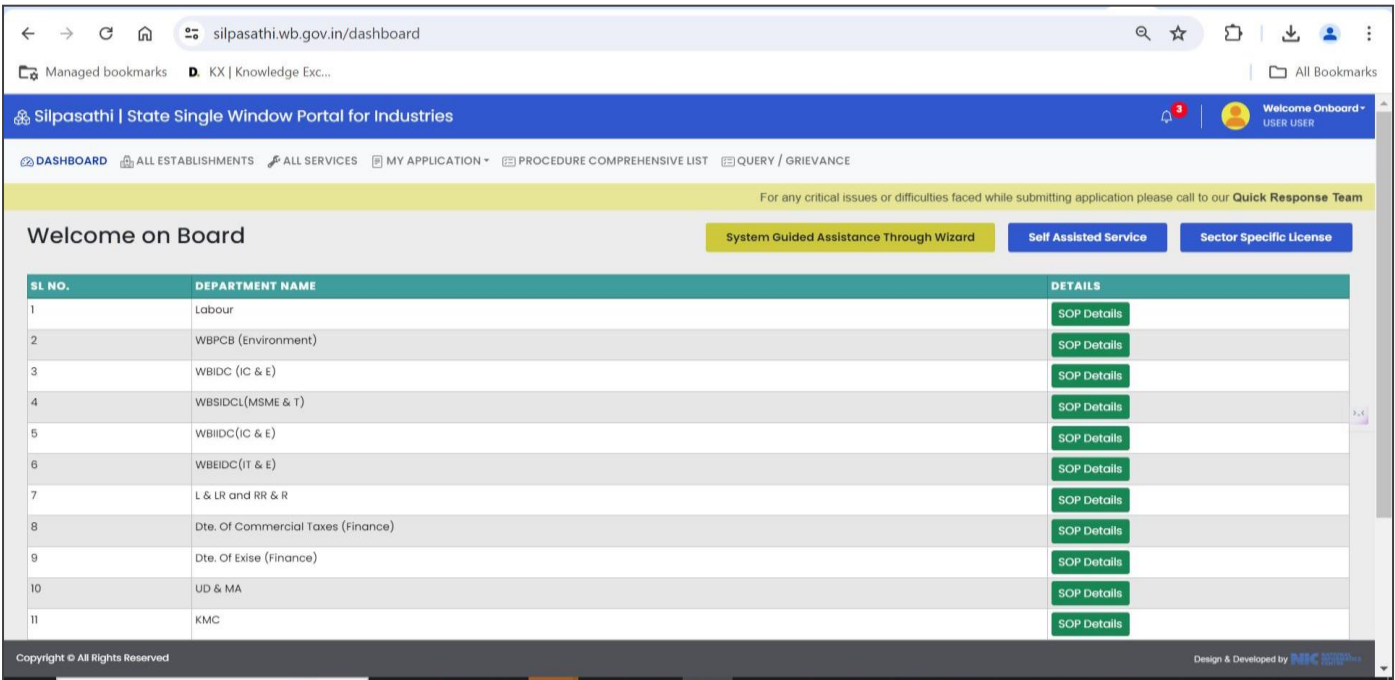 silpasathi.wb.gov.in/dashboard
Managed bookmarks D. KX | Knowledge Exc... All Bookmarks
Silpasathi | State Single Window Portal for Industries 3 Welcome Onboard
USER USER
DASHBOARD ALL ESTABLISHMENTS ALL SERVICES MY APPLICATION PROCEDURE COMPREHENSIVE LIST QUERY / GRIEVANCE
For any critical issues or difficulties faced while submitting application please call to our Quick Response Team
Welcome on Board System Guided Assistance Through Wizard Self Assisted Service Sector Specific License
SL NO. DEPARTMENT NAME DETAILS
1 Labour SOP Details
2 WBPCB (Environment) SOP Details
3 WBIDC (IC & E) SOP Details
4 WBSIDCL(MSME & T) SOP Details
5 WBIIDC(IC & E) SOP Details
6 WBEIDC(IT & E) SOP Details
7 L & LR and RR & R SOP Details
8 Dte. Of Commercial Taxes (Finance) SOP Details
9 Dte. Of Exise (Finance) SOP Details
10 UD & MA SOP Details
11 KMC SOP Details
Copyright © All Rights Reserved Design & Developed by NIC